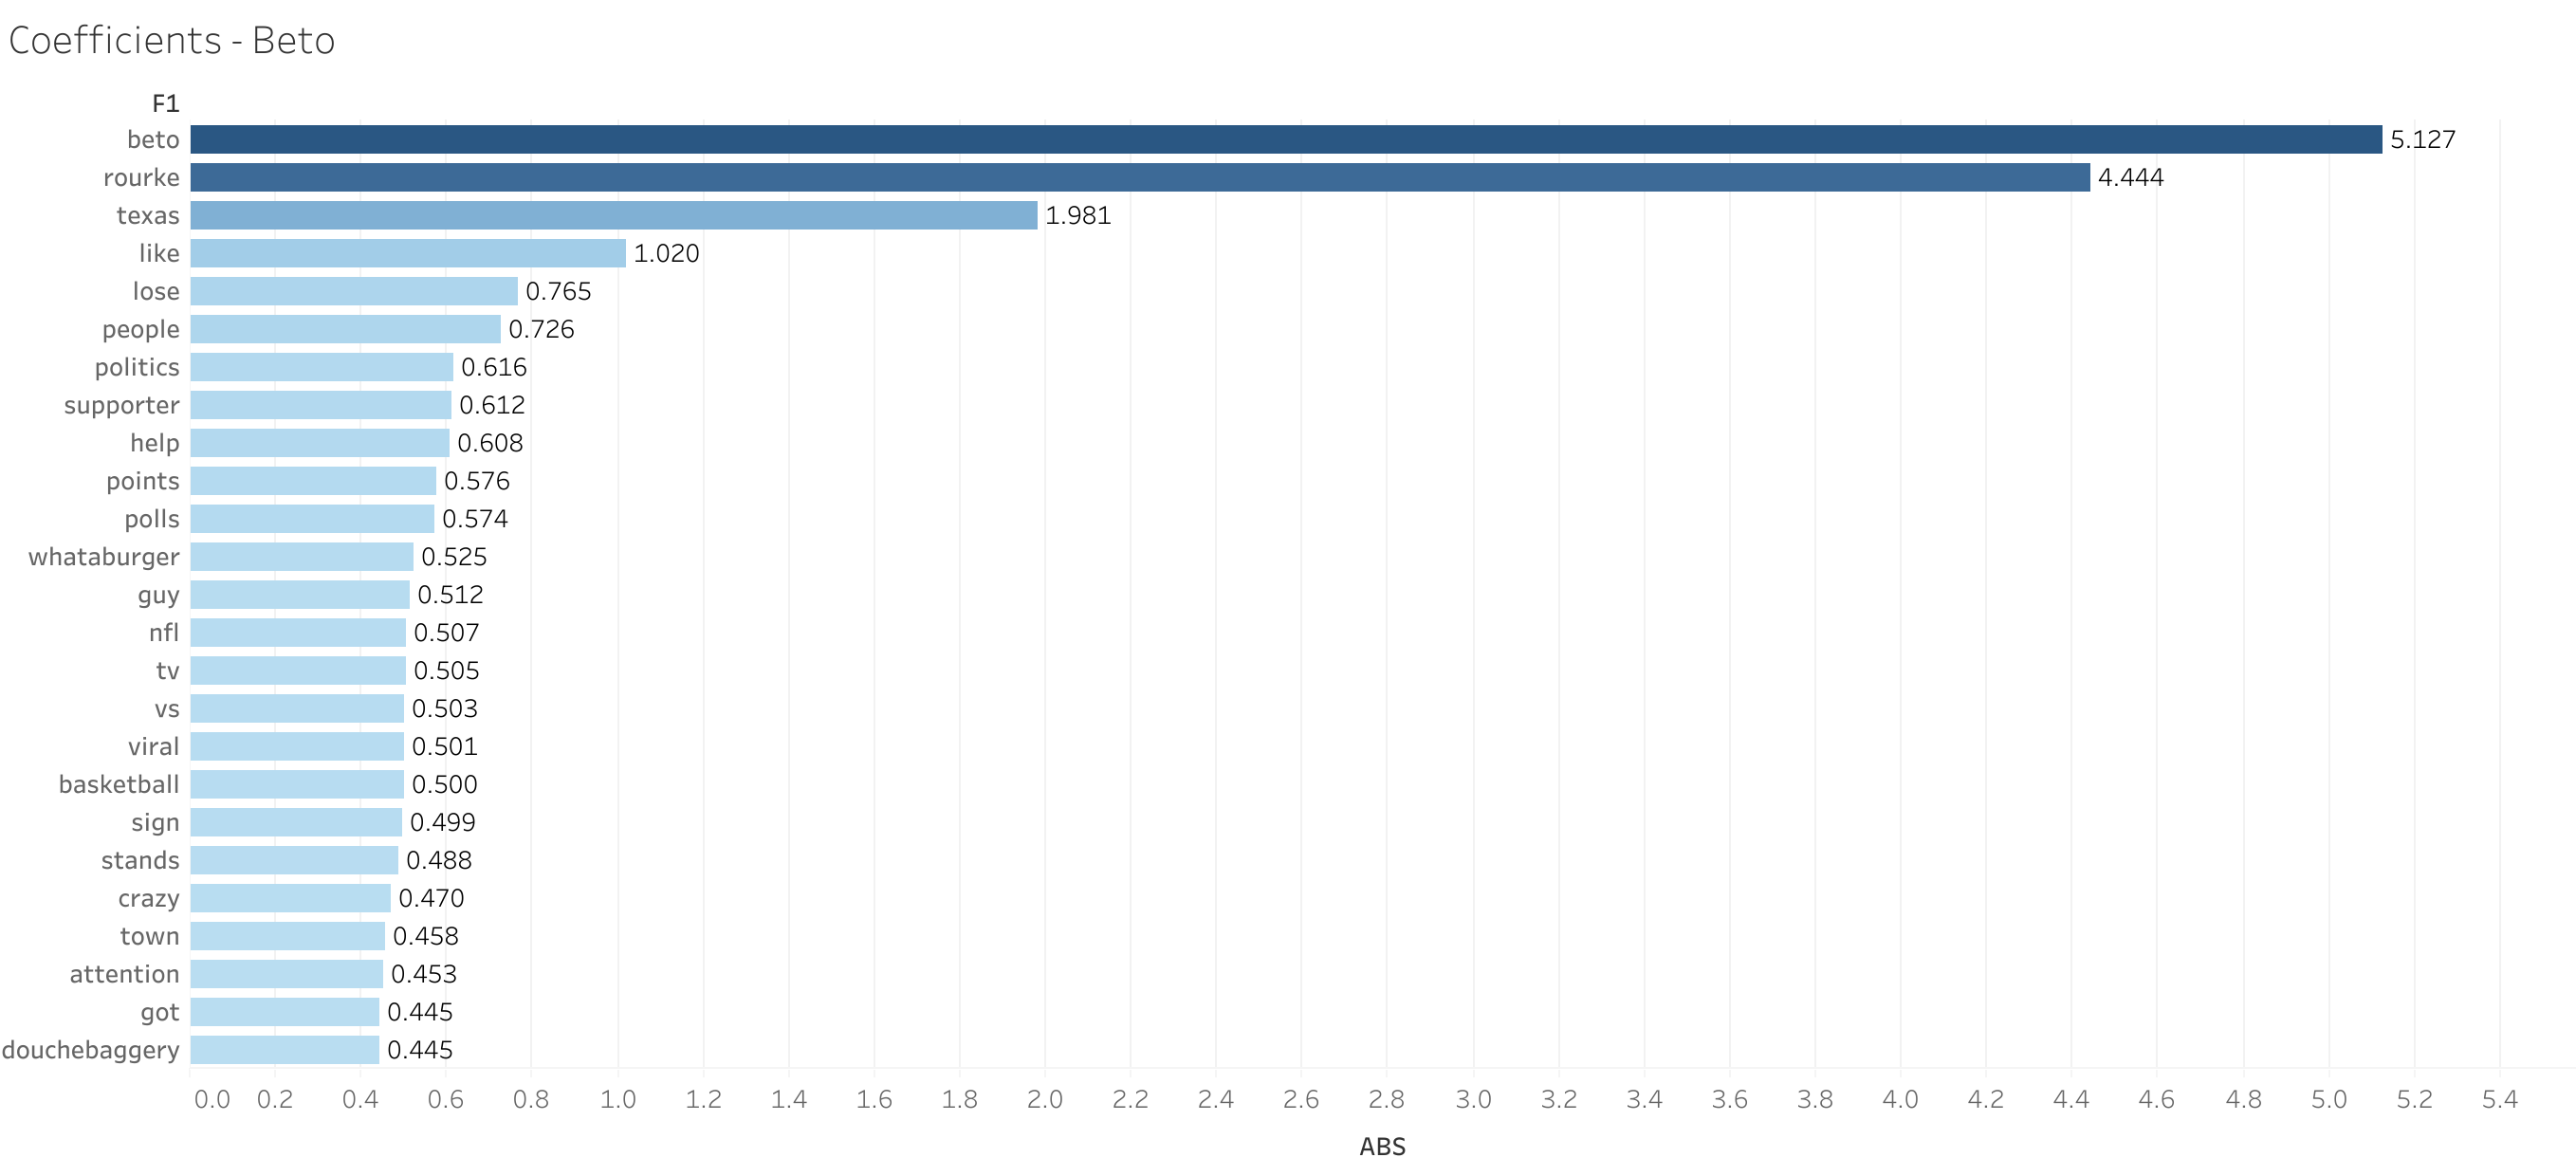 Coefficients - Beto
F1
beto 5.127
rourke 4.444
texas 1.981
like 1.020
lose 0.765
people 0.726
politics 0.616
supporter 0.612
help 0.608
points 0.576
polls 0.574
whataburger 0.525
guy 0.512
nfl 0.507
tv 0.505
vs 0.503
viral 0.501
basketball 0.500
sign 0.499
stands 0.488
crazy 0.470
town 0.458
attention 0.453
got 0.445
douchebaggery 0.445
0.0 0.2 0.4 0.6 0.8 1.0 1.2 1.4 1.6 1.8 2.0 2.2 2.4 2.6 2.8 3.0 3.2 3.4 3.6 3.8 4.0 4.2 4.4 4.6 4.8 5.0 5.2 5.4
ABS